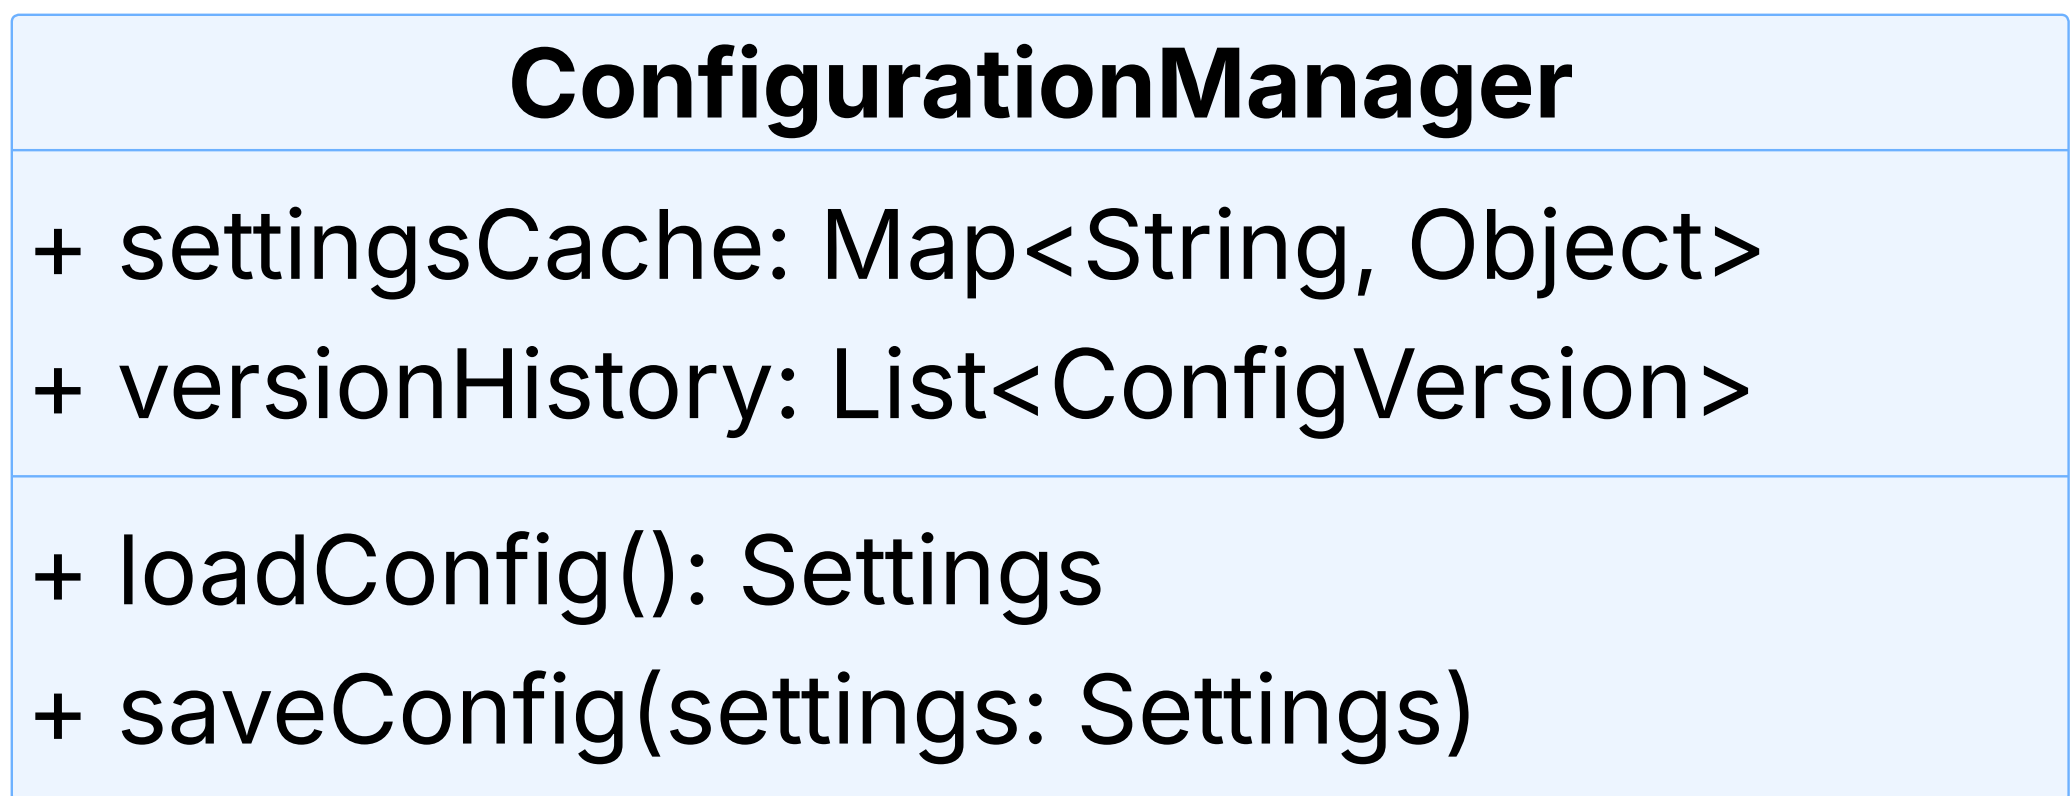 ConfigurationManager
+ settingsCache: Map<String, Object>
+ versionHistory: List<ConfigVersion>
+ loadConfig(): Settings
+ saveConfig(settings: Settings)